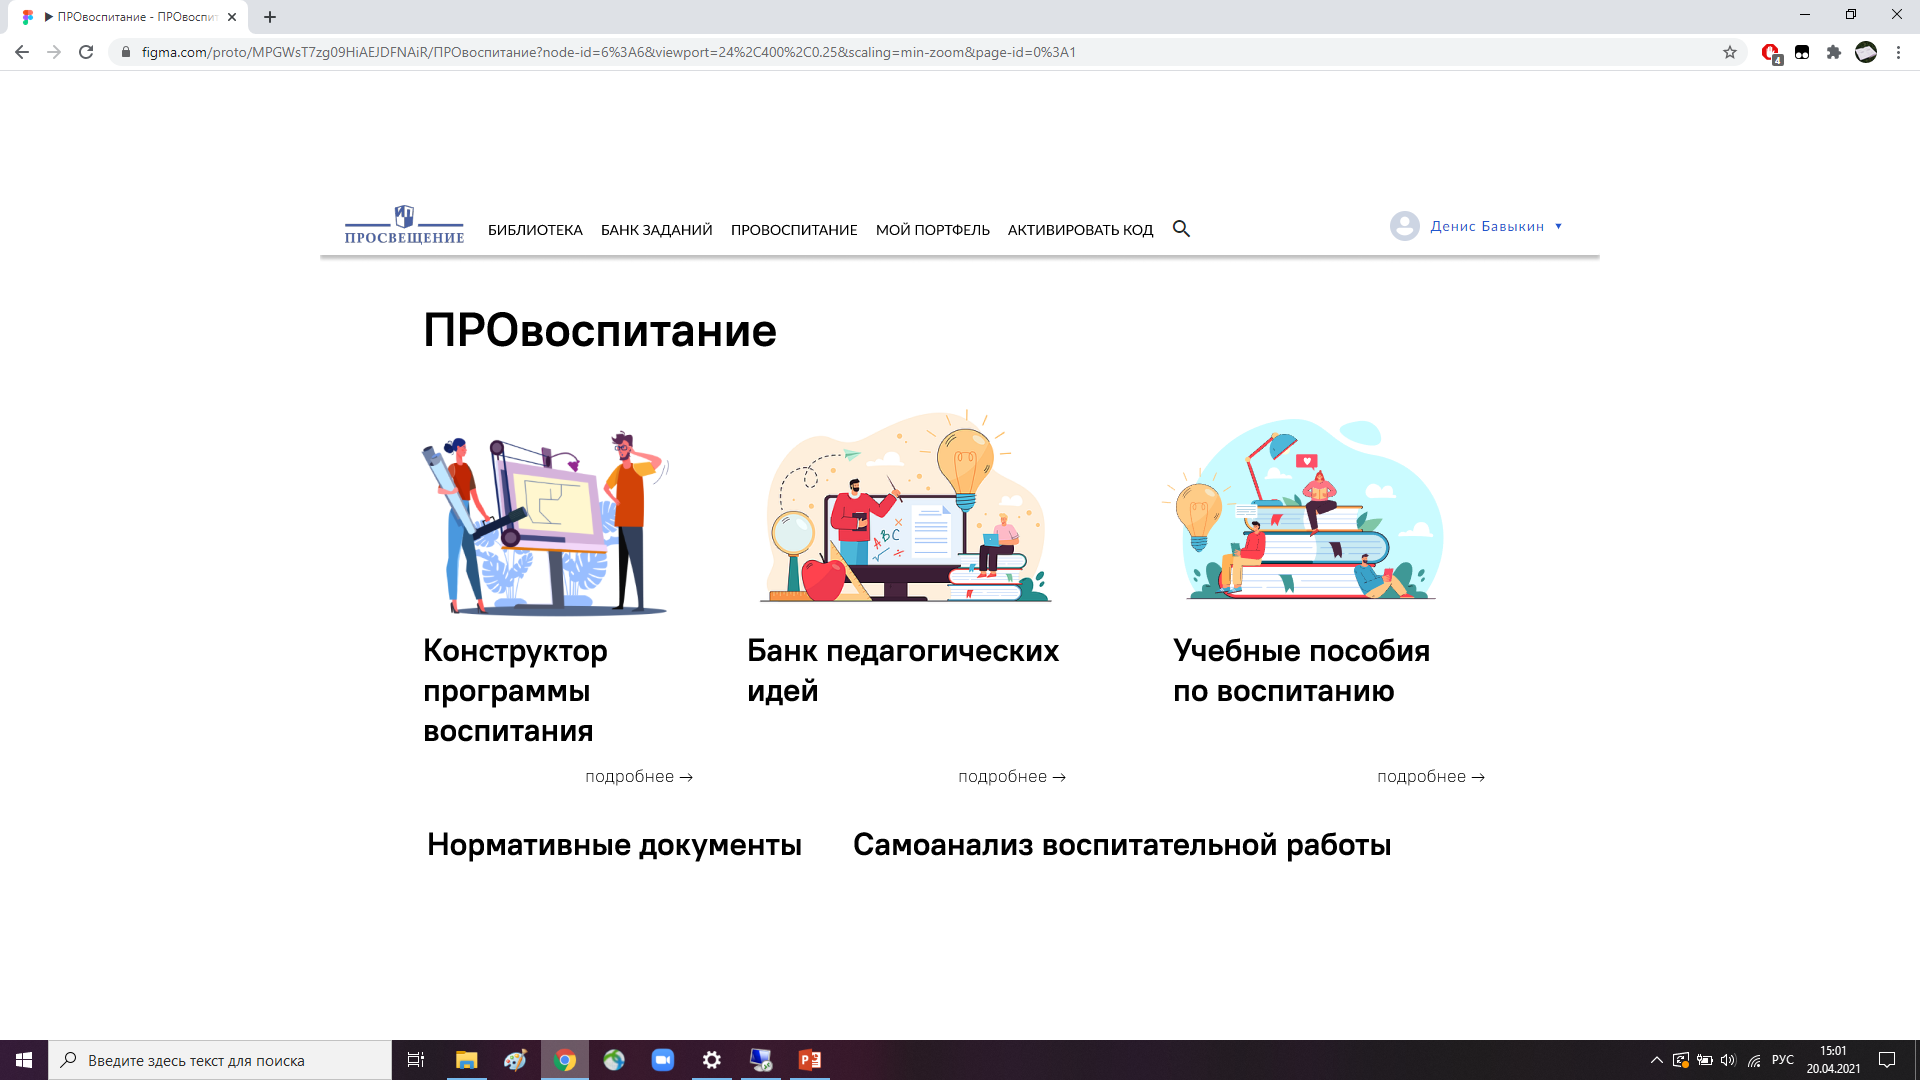 ПРОвоспитание - ПРОвоспит
figma.com/proto/MPGWsT7zg09HiAEJDFNAiR/ПРОвоспитание?node-id=6%3A6&viewport=24%2C400%2C0.25&scaling=min-zoom&page-id=0%3A1
4
ПРОСВЕЩЕНИЕ
БИБЛИОТЕКА БАНК ЗАДАНИЙ ПРОВОСПИТАНИЕ МОЙ ПОРТФЕЛЬ АКТИВИРОВАТЬ КОД
Денис Бавыкин
ПРОвоспитание
ABC
Конструктор
программы
воспитания
подробнее →
Банк педагогических
идей
подробнее →
Учебные пособия
по воспитанию
подробнее →
Нормативные документы
Самоанализ воспитательной работы
Введите здесь текст для поиска
РУС
15:01
20.04.2021